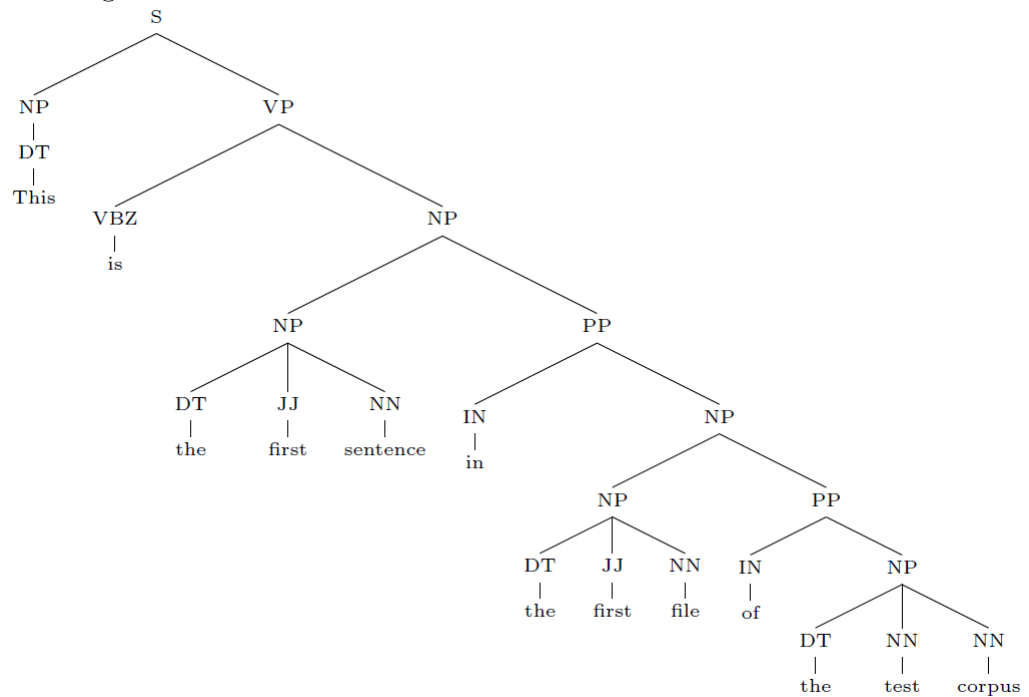 S
NP VP
DT
This
VBZ NP
is
NP PP
DT JJ NN IN NP
the first sentence in
NP PP
DT JJ NN IN NP
the first file of
DT NN NN
the test corpus